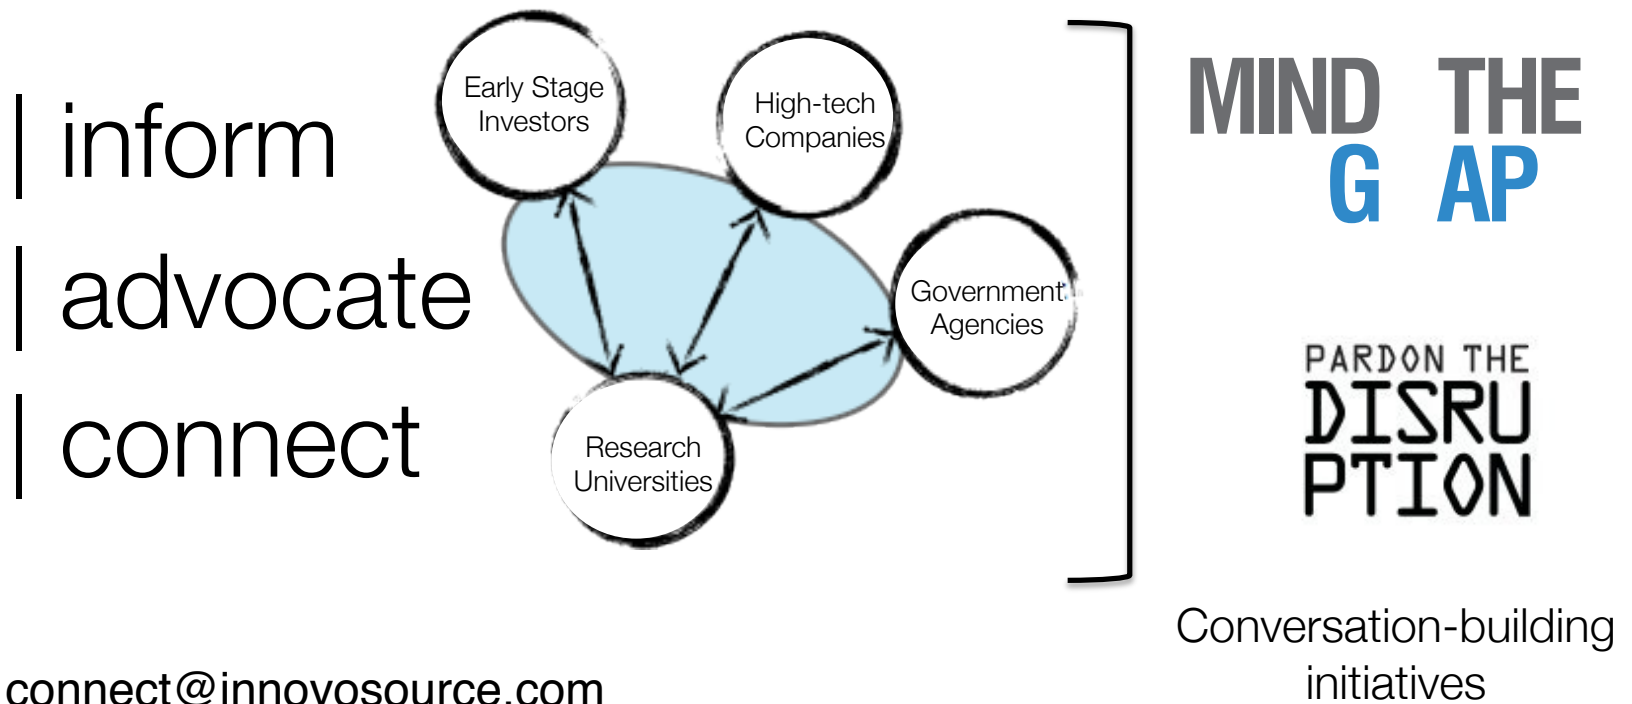 inform
advocate
connect
Early Stage
Investors
High-tech
Companies
Government
Agencies
Research
Universities
MIND THE
G AP
PARDON THE
DISRU
PTION
Conversation-building
initiatives
connect@innovosource.com